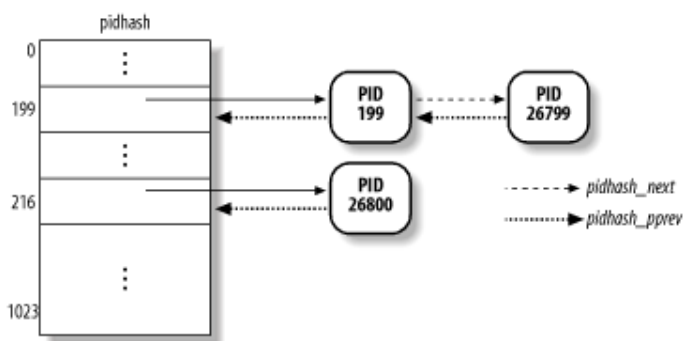 pidhash
0
199
216
1023
PID
199
PID
26799
PID
26800
pidhash_next
pidhash_pprev